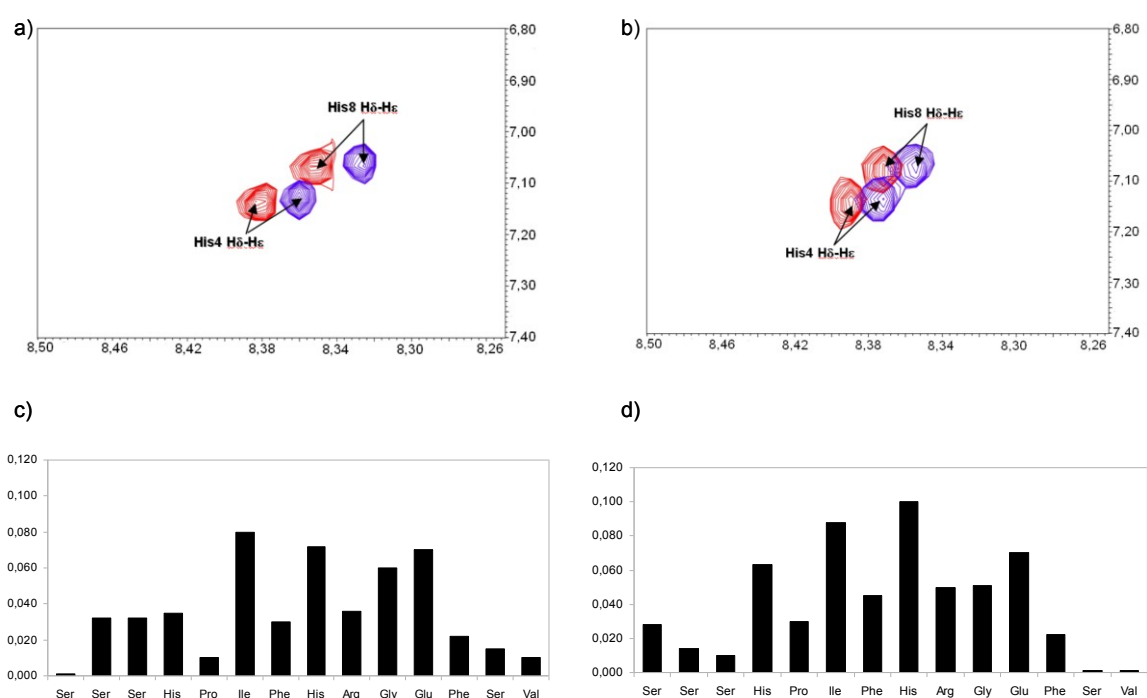 a)
6,80
6,90
7,00
7,10
7,20
7,30
7,40
His8 Hδ-Hε
His4 Hδ-Hε
8,50 8,46 8,42 8,38 8,34 8,30 8,26
b)
6,80
6,90
7,00
7,10
7,20
7,30
7,40
His8 Hδ-Hε
His4 Hδ-Hε
8,50 8,46 8,42 8,38 8,34 8,30 8,26
c)
0,120
0,100
0,080
0,060
0,040
0,020
0,000
Ser Ser Ser His Pro Ile Phe His Arg Gly Glu Phe Ser Val
d)
0,120
0,100
0,080
0,060
0,040
0,020
0,000
Ser Ser Ser His Pro Ile Phe His Arg Gly Glu Phe Ser Val